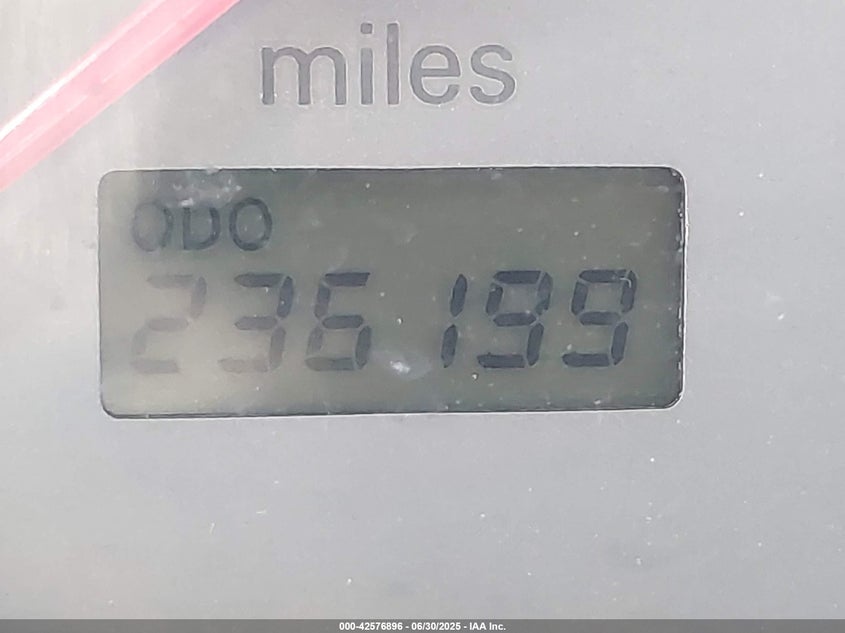 miles
ODO
236199
000-42576896 - 06/30/2025 - IAA Inc.